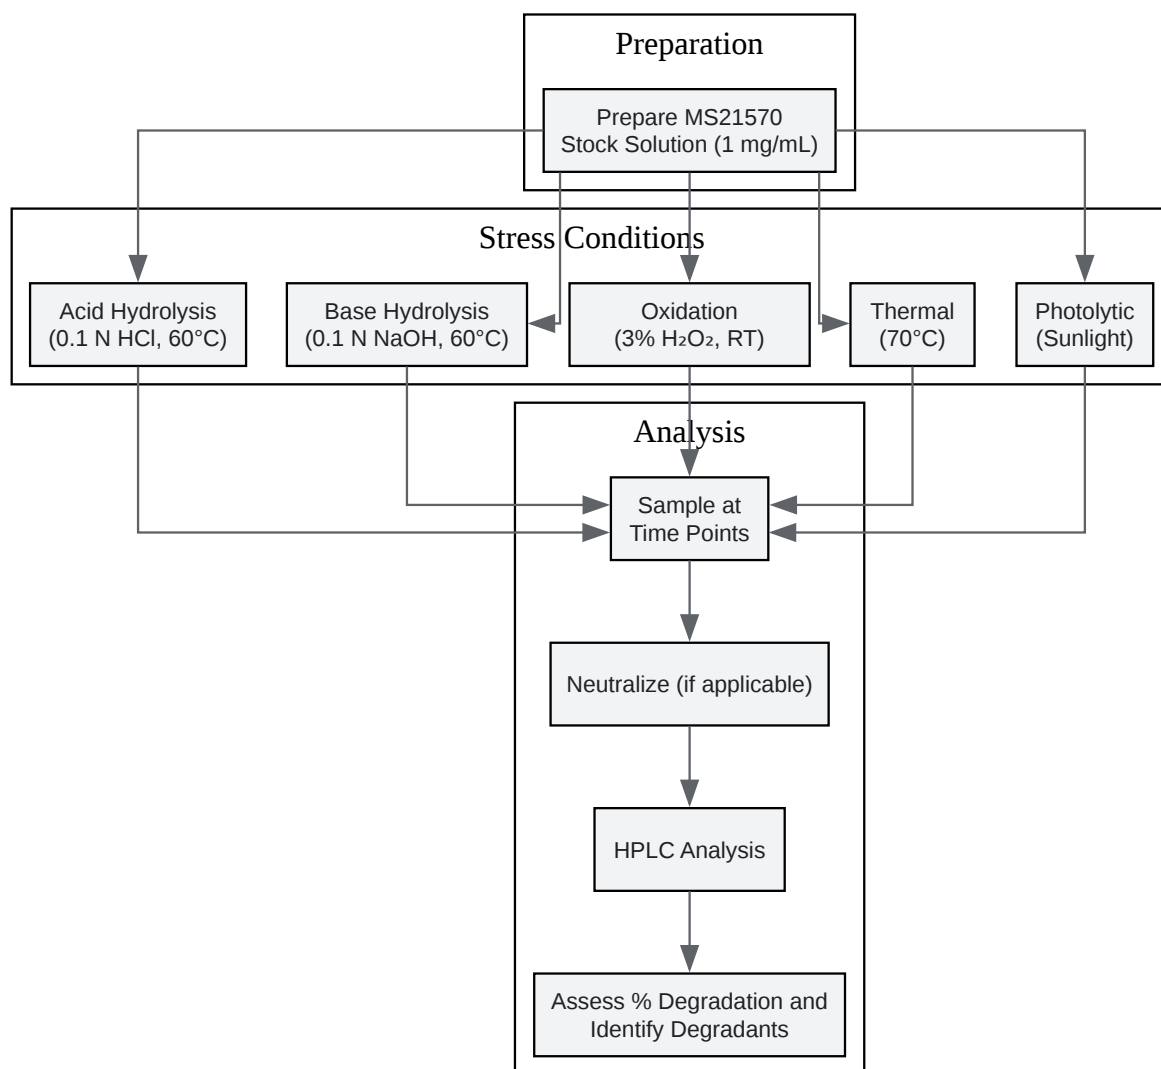 Preparation
Prepare MS21570
Stock Solution (1 mg/mL)
Stress Conditions
Acid Hydrolysis
(0.1 N HCl, 60°C)
Base Hydrolysis
(0.1 N NaOH, 60°C)
Oxidation
(3% H₂O₂, RT)
Thermal
(70°C)
Photolytic
(Sunlight)
Analysis
Sample at
Time Points
Neutralize (if applicable)
HPLC Analysis
Assess % Degradation and
Identify Degradants